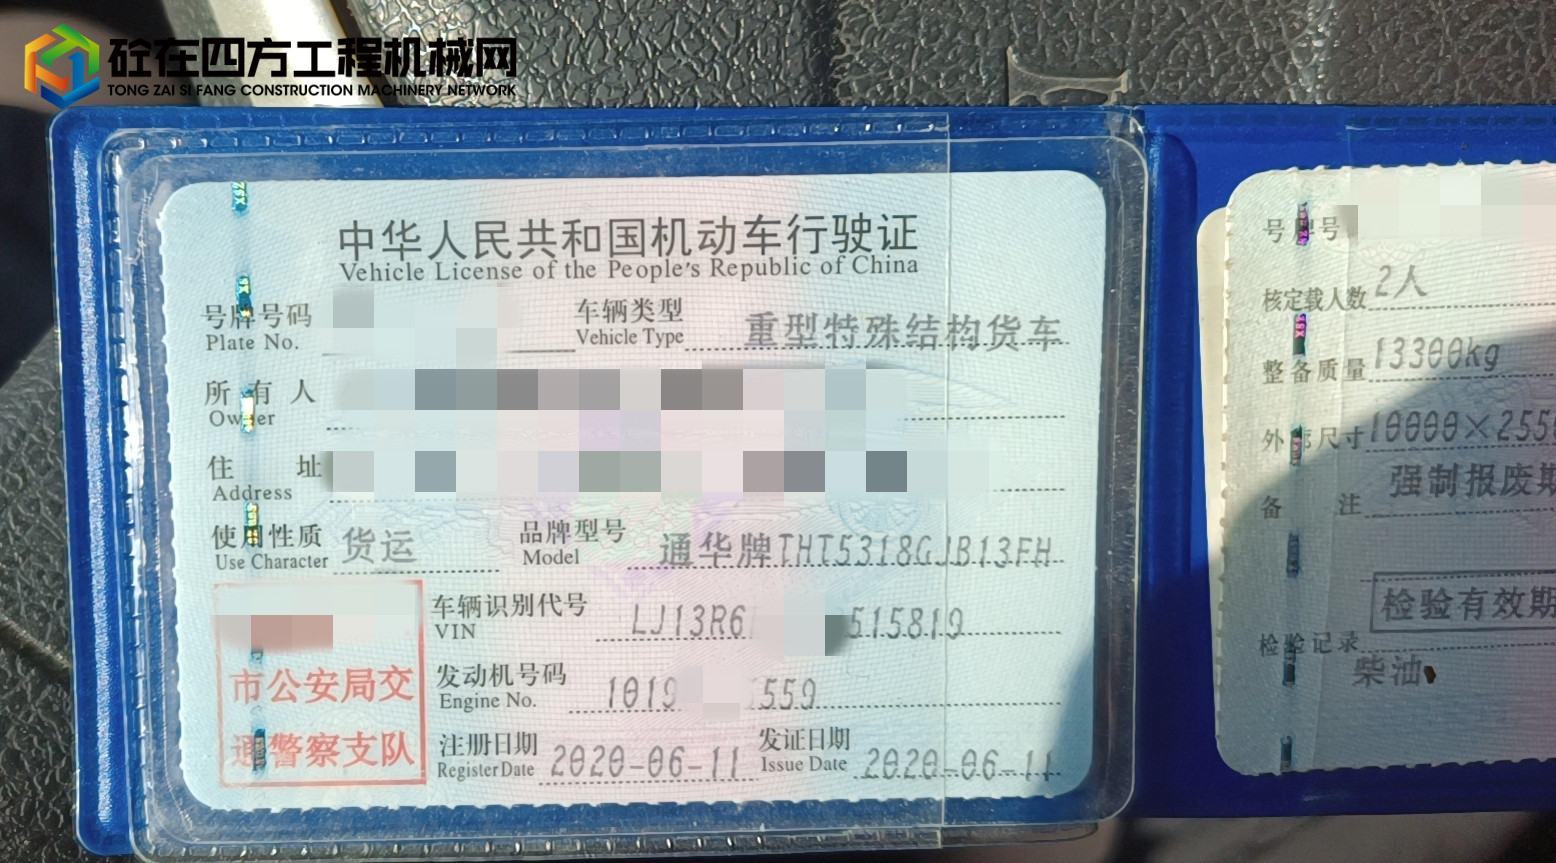 砼在四方工程机械网
TONG ZAI SI FANG CONSTRUCTION MACHINERY NETWORK
中华人民共和国机动车行驶证
Vehicle License of the People's Republic of China
号牌号码
Plate No.
车辆类型 重型特殊结构货车
Vehicle Type
所有人
Owner
住址
Address
使用性质 货运
Use Character
品牌型号 通华牌THT5318GJB13FH
Model
车辆识别代号 LJ13R6 515819
VIN
发动机号码 1019 559
Engine No.
注册日期 2020-06-11
Register Date
发证日期 2020-06-11
Issue Date
市公安局交
通警察支队
号牌号
核定载人数 2人
整备质量 13300kg
外廓尺寸 10000×255
备注 强制报废期
检验有效期
检验记录
柴油